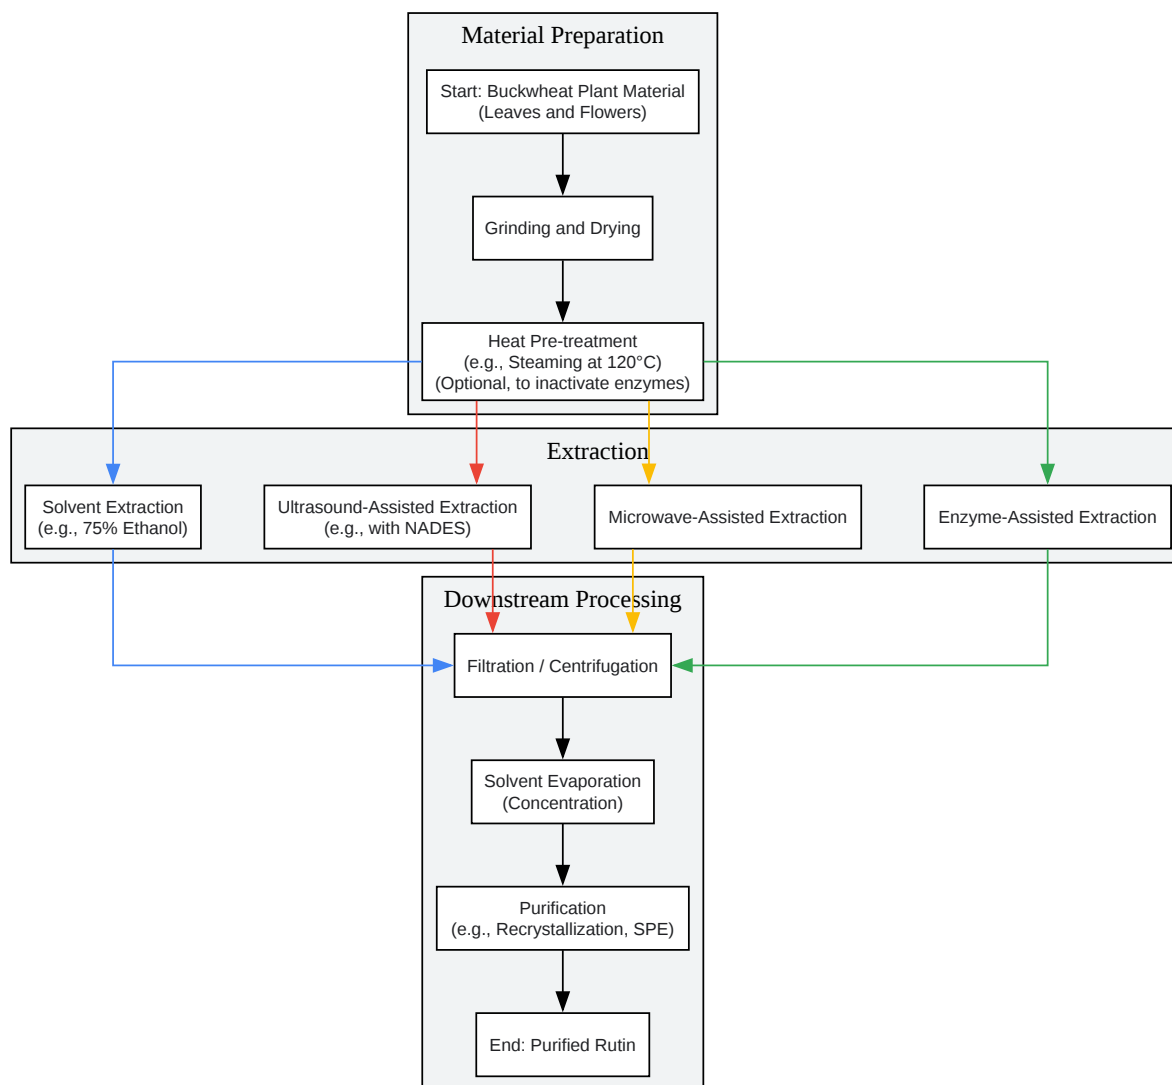 Material Preparation
Start: Buckwheat Plant Material
(Leaves and Flowers)
Grinding and Drying
Heat Pre-treatment
(e.g., Steaming at 120°C)
(Optional, to inactivate enzymes)
Extraction
Solvent Extraction
(e.g., 75% Ethanol)
Ultrasound-Assisted Extraction
(e.g., with NADES)
Microwave-Assisted Extraction
Enzyme-Assisted Extraction
Downstream Processing
Filtration / Centrifugation
Solvent Evaporation
(Concentration)
Purification
(e.g., Recrystallization, SPE)
End: Purified Rutin